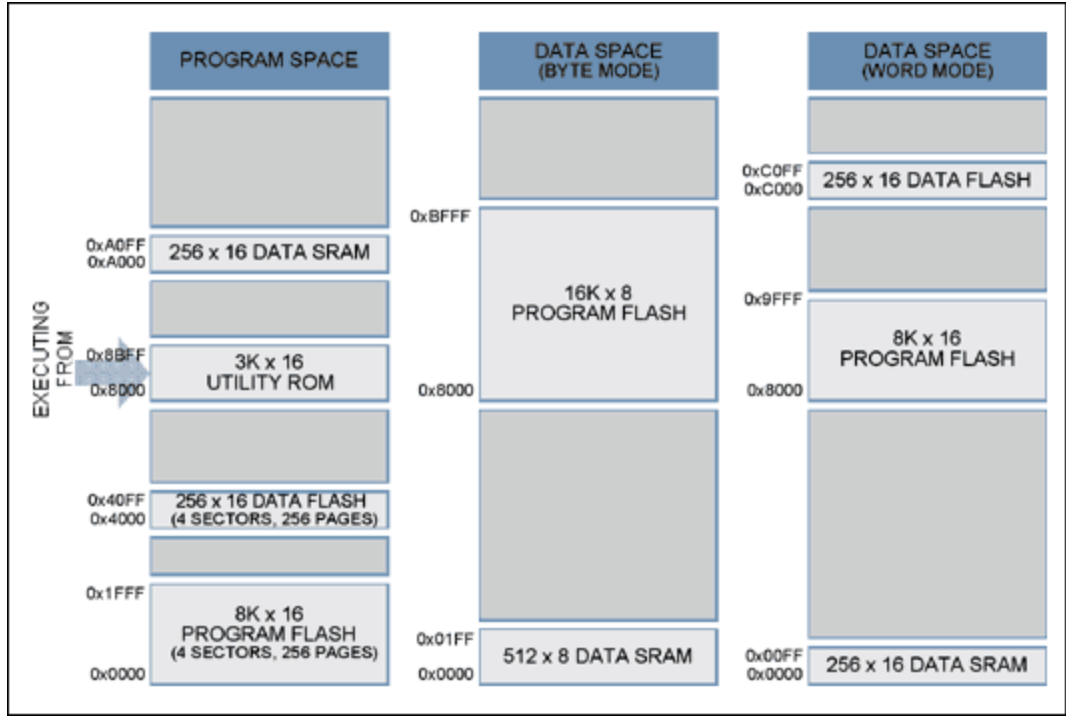 PROGRAM SPACE
0xA0FF
0xA000
256 x 16 DATA SRAM
EXECUTING
FROM
0x8BFF
0x8000
3K x 16
UTILITY ROM
0x40FF
0x4000
256 x 16 DATA FLASH
(4 SECTORS, 256 PAGES)
0x1FFF
0x0000
8K x 16
PROGRAM FLASH
(4 SECTORS, 256 PAGES)
DATA SPACE
(BYTE MODE)
0xBFFF
0x8000
16K x 8
PROGRAM FLASH
0x01FF
0x0000
512 x 8 DATA SRAM
DATA SPACE
(WORD MODE)
0xC0FF
0xC000
256 x 16 DATA FLASH
0x9FFF
0x8000
8K x 16
PROGRAM FLASH
0x00FF
0x0000
256 x 16 DATA SRAM